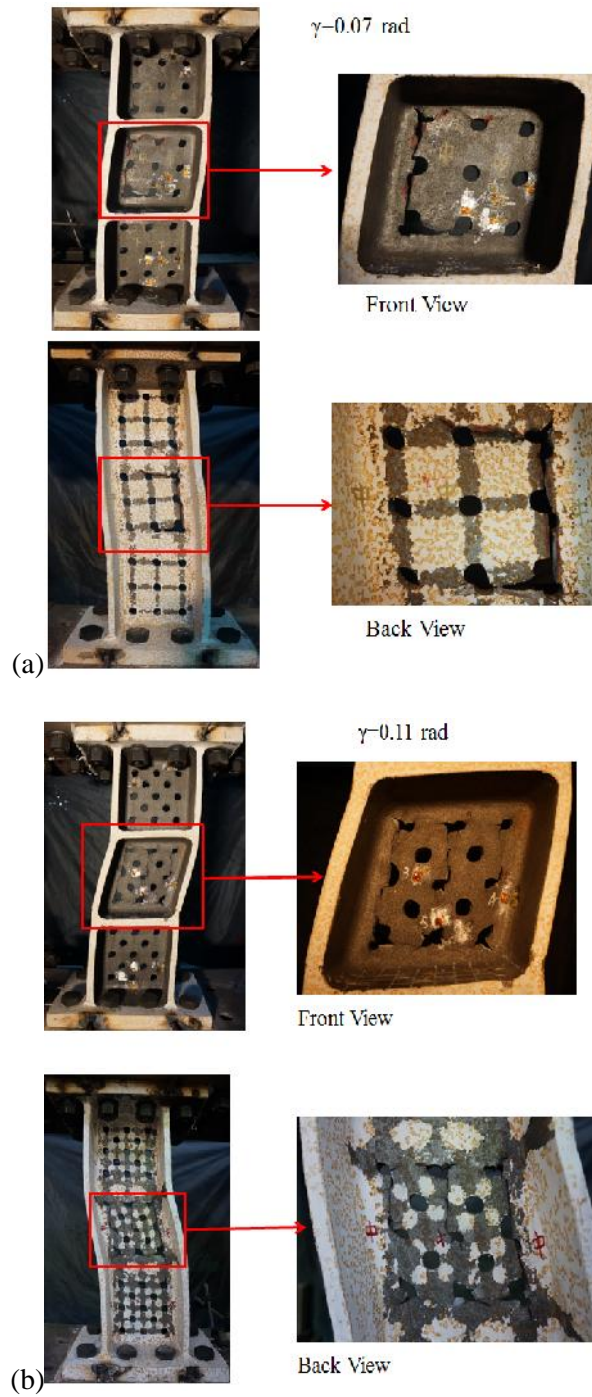 γ=0.07 rad
Front View
Back View
(a)
γ=0.11 rad
Front View
Back View
(b)